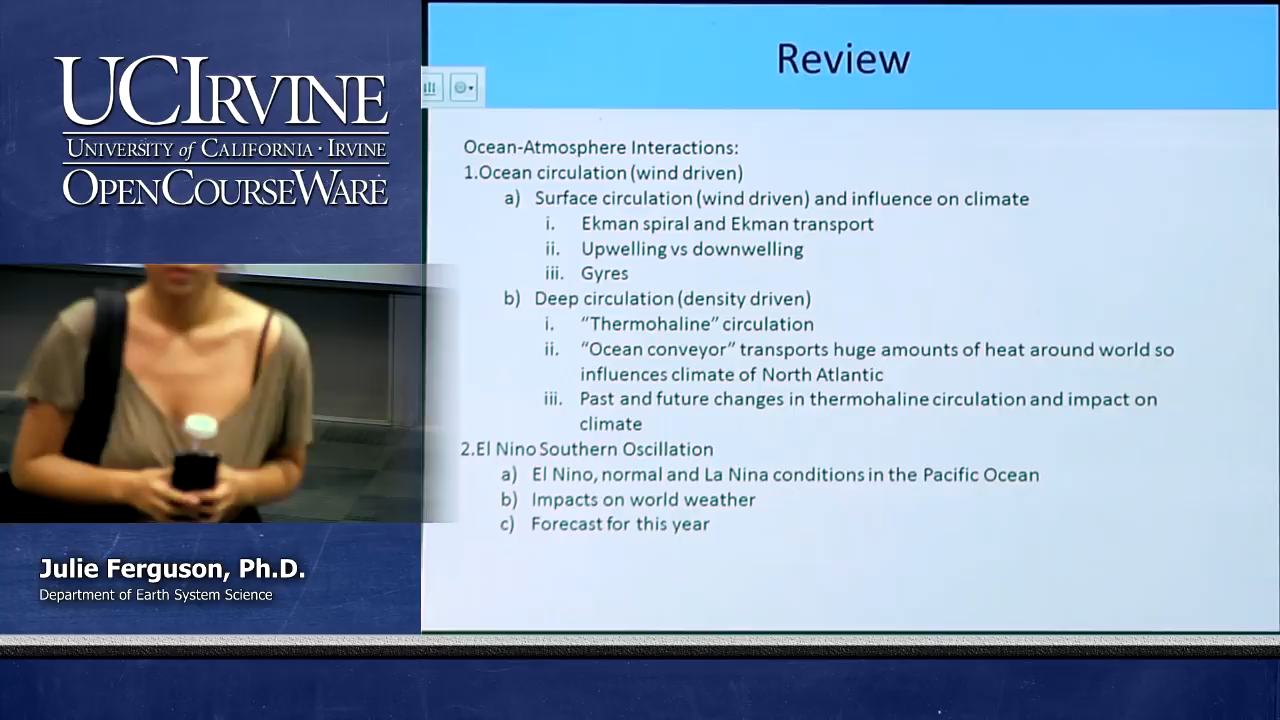 UCIRVINE
UNIVERSITY of CALIFORNIA · IRVINE
OPENCOURSEWARE
Julie Ferguson, Ph.D.
Department of Earth System Science
Review
Ocean-Atmosphere Interactions:
1.Ocean circulation (wind driven)
a) Surface circulation (wind driven) and influence on climate
i. Ekman spiral and Ekman transport
ii. Upwelling vs downwelling
iii. Gyres
b) Deep circulation (density driven)
i. “Thermohaline” circulation
ii. “Ocean conveyor” transports huge amounts of heat around world so
influences climate of North Atlantic
iii. Past and future changes in thermohaline circulation and impact on
climate
2.El Nino Southern Oscillation
a) El Nino, normal and La Nina conditions in the Pacific Ocean
b) Impacts on world weather
c) Forecast for this year